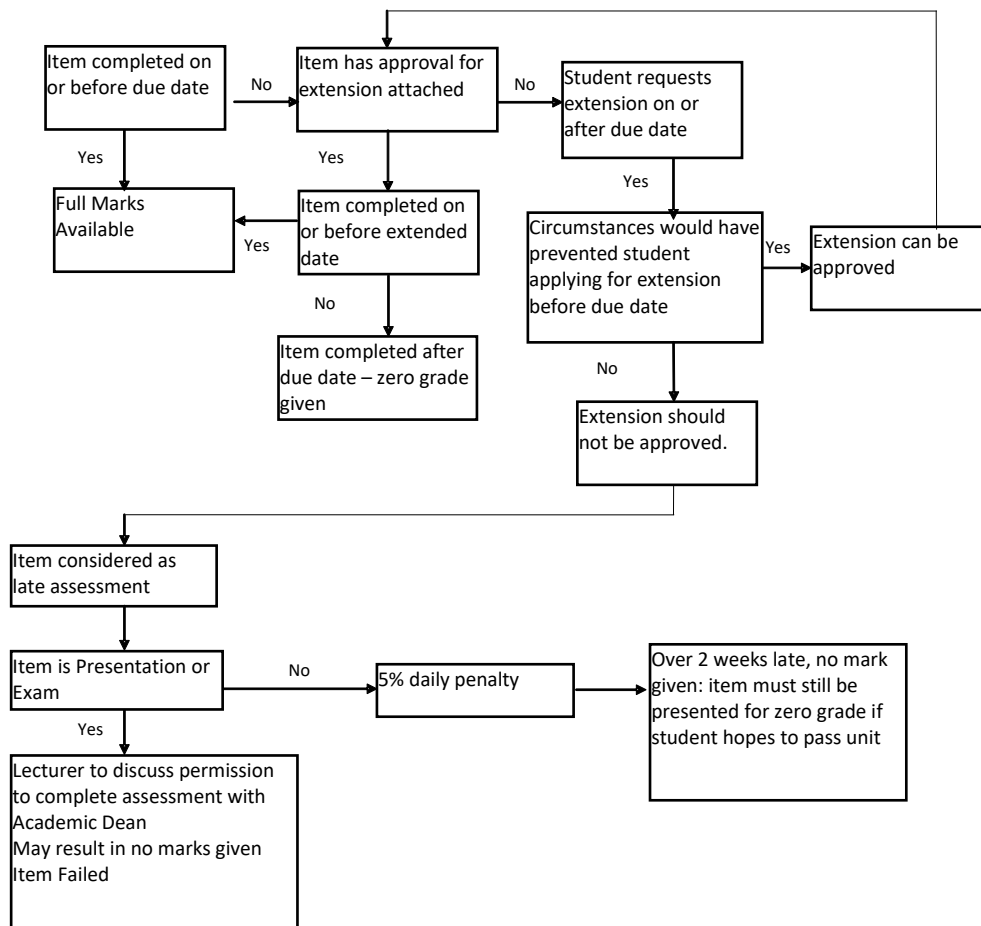 Item completed on
or before due date
No
Item has approval for
extension attached
No
Student requests
extension on or
after due date
Yes
Yes
Yes
Full Marks
Available
Yes
Item completed on
or before extended
date
Circumstances would have
prevented student
applying for extension
before due date
Yes
Extension can be
approved
No
Item completed after
due date – zero grade
given
No
Extension should
not be approved.
Item considered as
late assessment
Item is Presentation or
Exam
No
5% daily penalty
Over 2 weeks late, no mark
given: item must still be
presented for zero grade if
student hopes to pass unit
Yes
Lecturer to discuss permission
to complete assessment with
Academic Dean
May result in no marks given
Item Failed